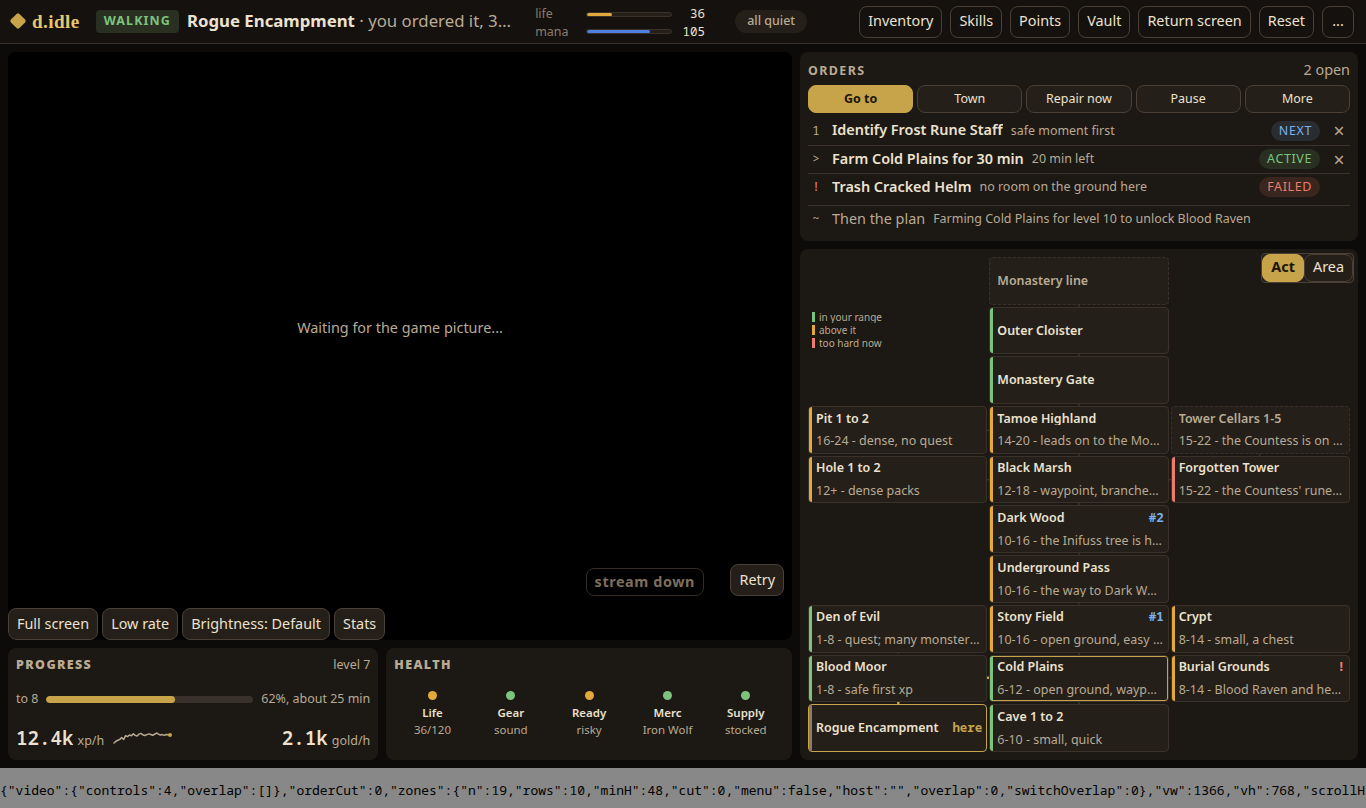 d.idle WALKING Rogue Encampment · you ordered it, 3...
life 36
mana 105
all quiet
Inventory Skills Points Vault Return screen Reset ...
Waiting for the game picture...
stream down Retry
Full screen Low rate Brightness: Default Stats
PROGRESS level 7
to 8 62%, about 25 min
12.4k xp/h 2.1k gold/h
HEALTH
Life Gear Ready Merc Supply
36/120 sound risky Iron Wolf stocked
ORDERS 2 open
Go to Town Repair now Pause More
1 Identify Frost Rune Staff safe moment first NEXT ×
> Farm Cold Plains for 30 min 20 min left ACTIVE ×
! Trash Cracked Helm no room on the ground here FAILED
~ Then the plan Farming Cold Plains for level 10 to unlock Blood Raven
Act Area
Monastery line
in your range
above it
too hard now
Outer Cloister
Monastery Gate
Pit 1 to 2
16-24 - dense, no quest
Tamoe Highland
14-20 - leads on to the Mo...
Tower Cellars 1-5
15-22 - the Countess is on ...
Hole 1 to 2
12+ - dense packs
Black Marsh
12-18 - waypoint, branche...
Forgotten Tower
15-22 - the Countess' rune...
Dark Wood #2
10-16 - the Inifuss tree is h...
Underground Pass
10-16 - the way to Dark W...
Den of Evil
1-8 - quest; many monster...
Stony Field #1
10-16 - open ground, easy ...
Crypt
8-14 - small, a chest
Blood Moor
1-8 - safe first xp
Cold Plains
6-12 - open ground, wayp...
Burial Grounds !
8-14 - Blood Raven and he...
Rogue Encampment here
Cave 1 to 2
6-10 - small, quick
{"video":{"controls":4,"overlap":[]},"orderCut":0,"zones":{"n":19,"rows":10,"minH":48,"cut":0,"menu":false,"host":"","overlap":0,"switchOverlap":0},"vw":1366,"vh":768,"scrollH